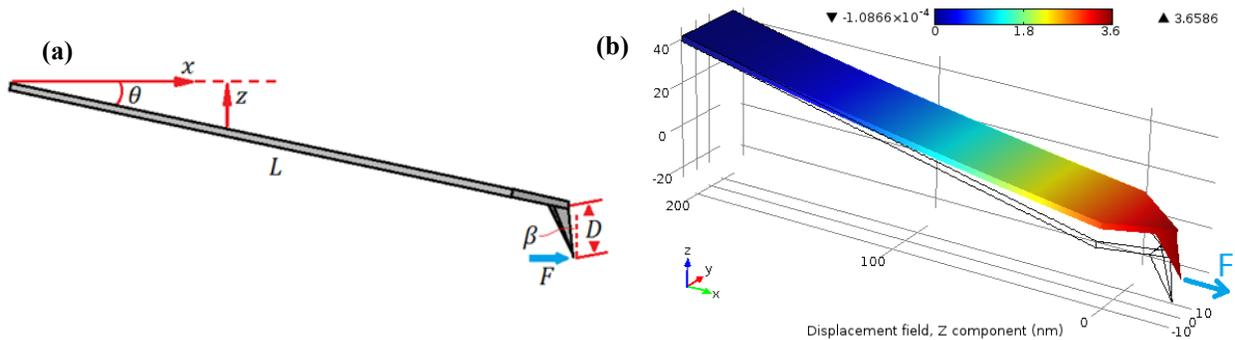 (a)
x
θ
z
L
β
D
F
(b)
▼ -1.0866×10⁻⁴
0
1.8
3.6
▲ 3.6586
40
20
0
-20
200
100
0
10
0
-10
z
y
x
F
Displacement field, Z component (nm)